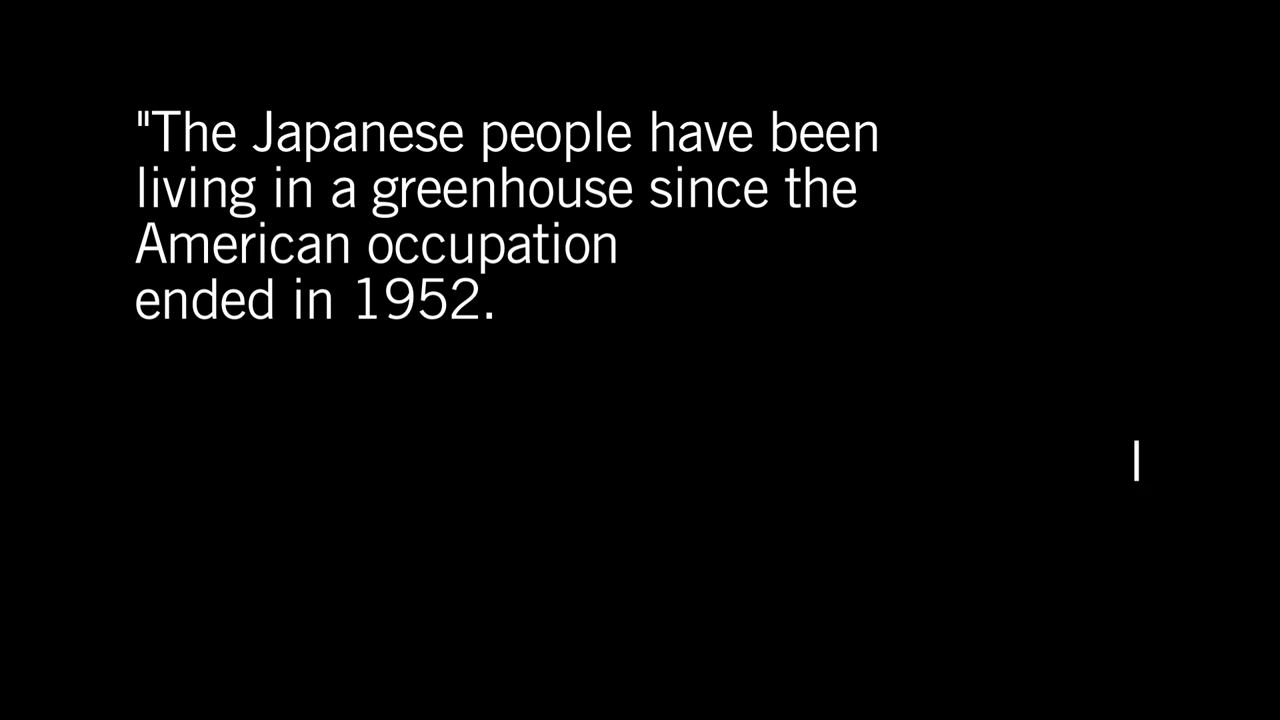 "The Japanese people have been
living in a greenhouse since the
American occupation
ended in 1952.